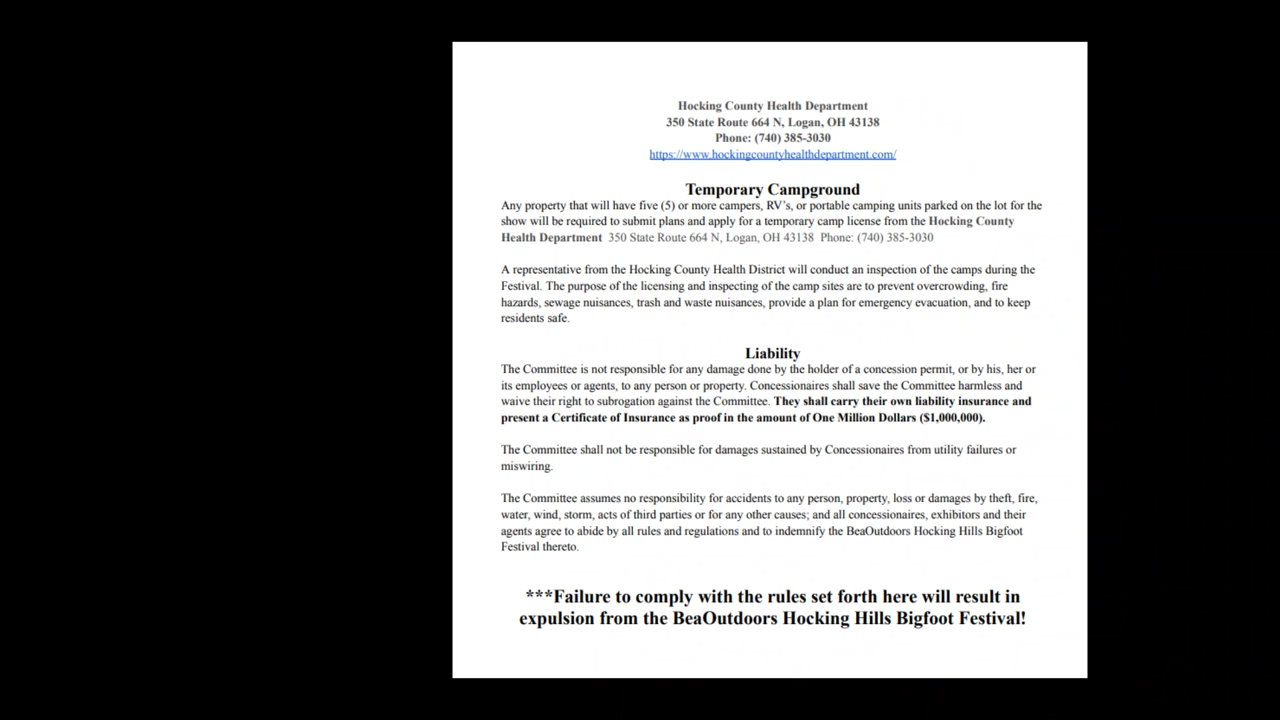 Hocking County Health Department
350 State Route 664 N, Logan, OH 43138
Phone: (740) 385-3030
https://www.hockingcountyhealthdepartment.com/
Temporary Campground
Any property that will have five (5) or more campers, RV's, or portable camping units parked on the lot for the
show will be required to submit plans and apply for a temporary camp license from the Hocking County
Health Department 350 State Route 664 N, Logan, OH 43138 Phone: (740) 385-3030
A representative from the Hocking County Health District will conduct an inspection of the camps during the
Festival. The purpose of the licensing and inspecting of the camp sites are to prevent overcrowding, fire
hazards, sewage nuisances, trash and waste nuisances, provide a plan for emergency evacuation, and to keep
residents safe.
Liability
The Committee is not responsible for any damage done by the holder of a concession permit, or by his, her or
its employees or agents, to any person or property. Concessionaires shall save the Committee harmless and
waive their right to subrogation against the Committee. They shall carry their own liability insurance and
present a Certificate of Insurance as proof in the amount of One Million Dollars ($1,000,000).
The Committee shall not be responsible for damages sustained by Concessionaires from utility failures or
miswiring.
The Committee assumes no responsibility for accidents to any person, property, loss or damages by theft, fire,
water, wind, storm, acts of third parties or for any other causes; and all concessionaires, exhibitors and their
agents agree to abide by all rules and regulations and to indemnify the BeaOutdoors Hocking Hills Bigfoot
Festival thereto.
***Failure to comply with the rules set forth here will result in
expulsion from the BeaOutdoors Hocking Hills Bigfoot Festival!